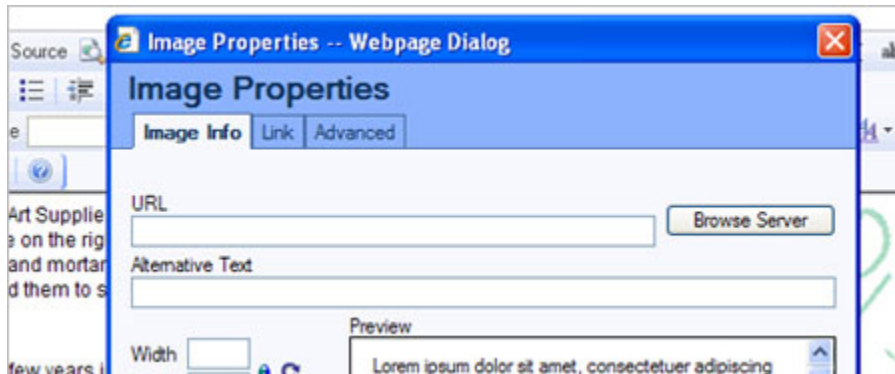 Image Properties -- Webpage Dialog
Source
Image Properties
Image Info Link Advanced
URL
Browse Server
Art Supplie
e on the rig
and mortar
d them to s
Alternative Text
Preview
Width
Lorem ipsum dolor sit amet, consectetuer adipiscing
few years i